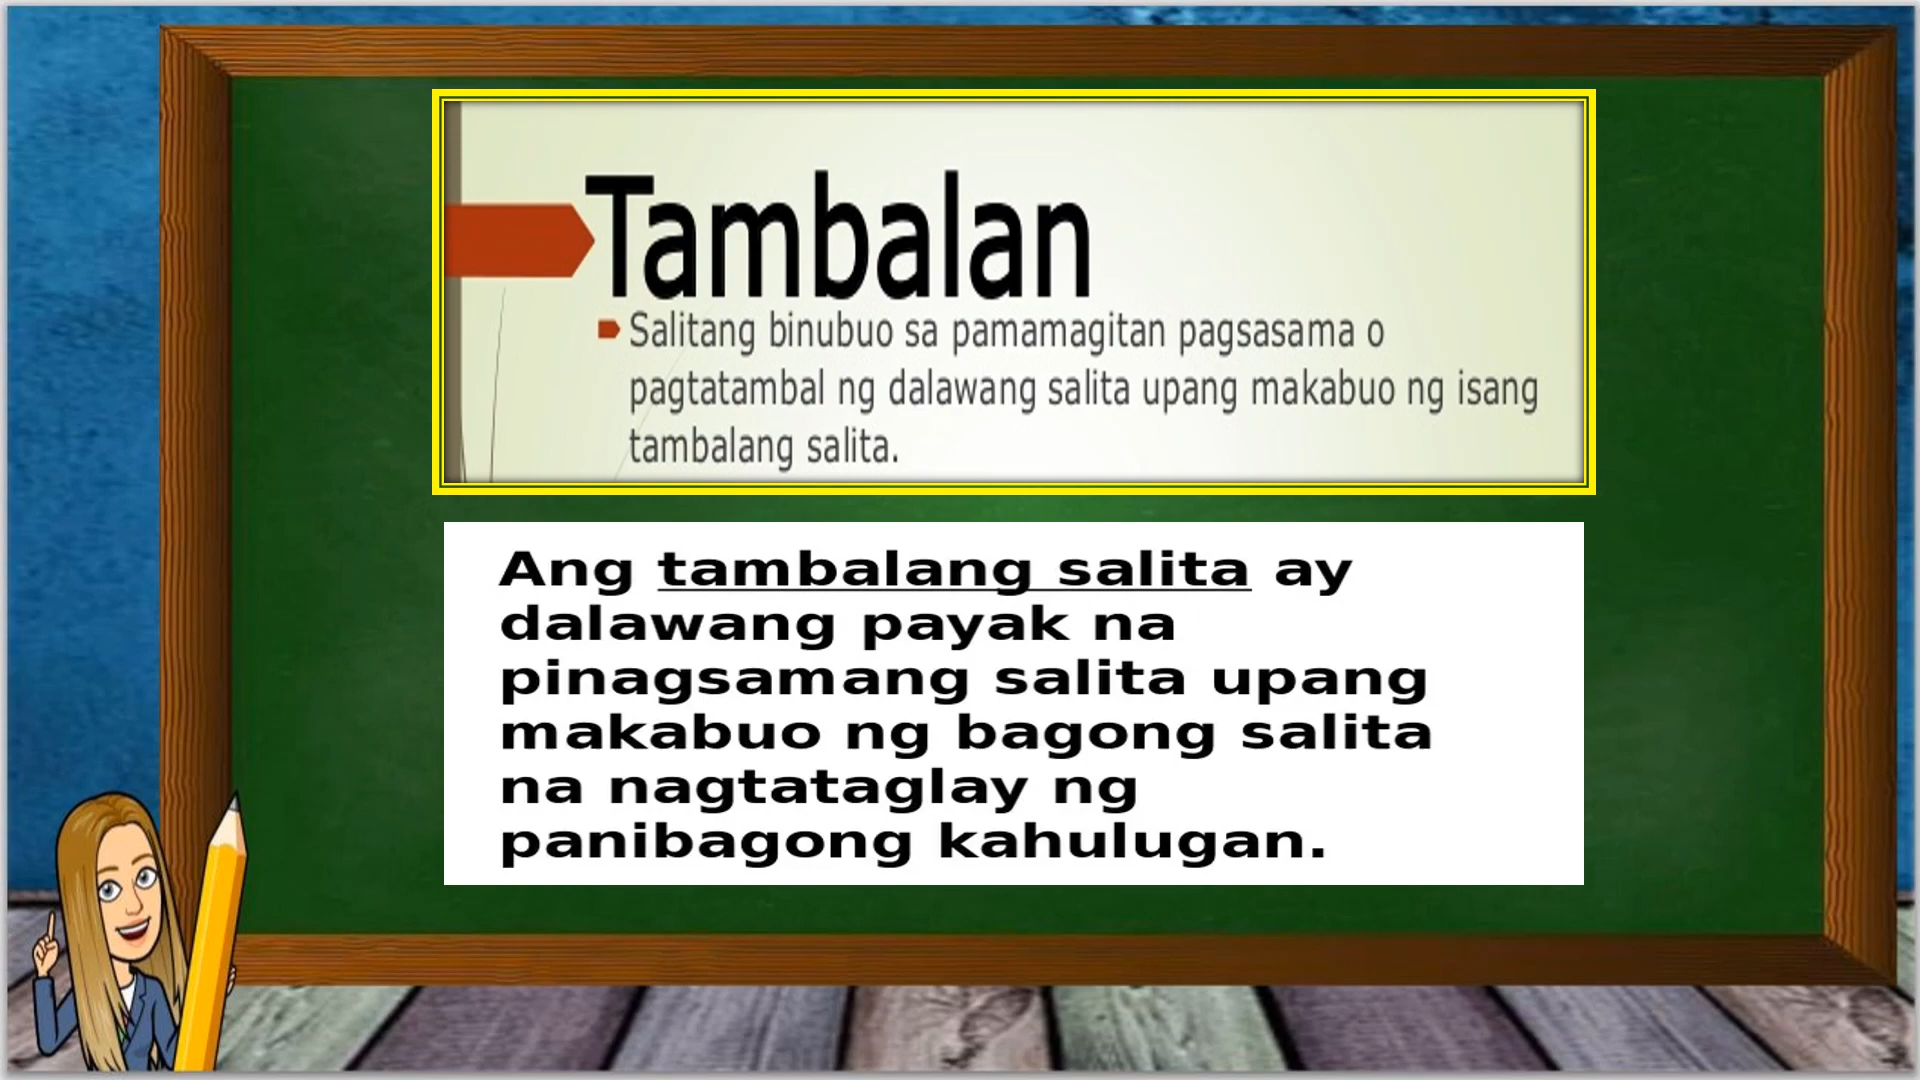 Tambalan
Salitang binubuo sa pamamagitan pagsasama o
pagtatambal ng dalawang salita upang makabuo ng isang
tambalang salita.
Ang tambalang salita ay
dalawang payak na
pinagsamang salita upang
makabuo ng bagong salita
na nagtataglay ng
panibagong kahulugan.